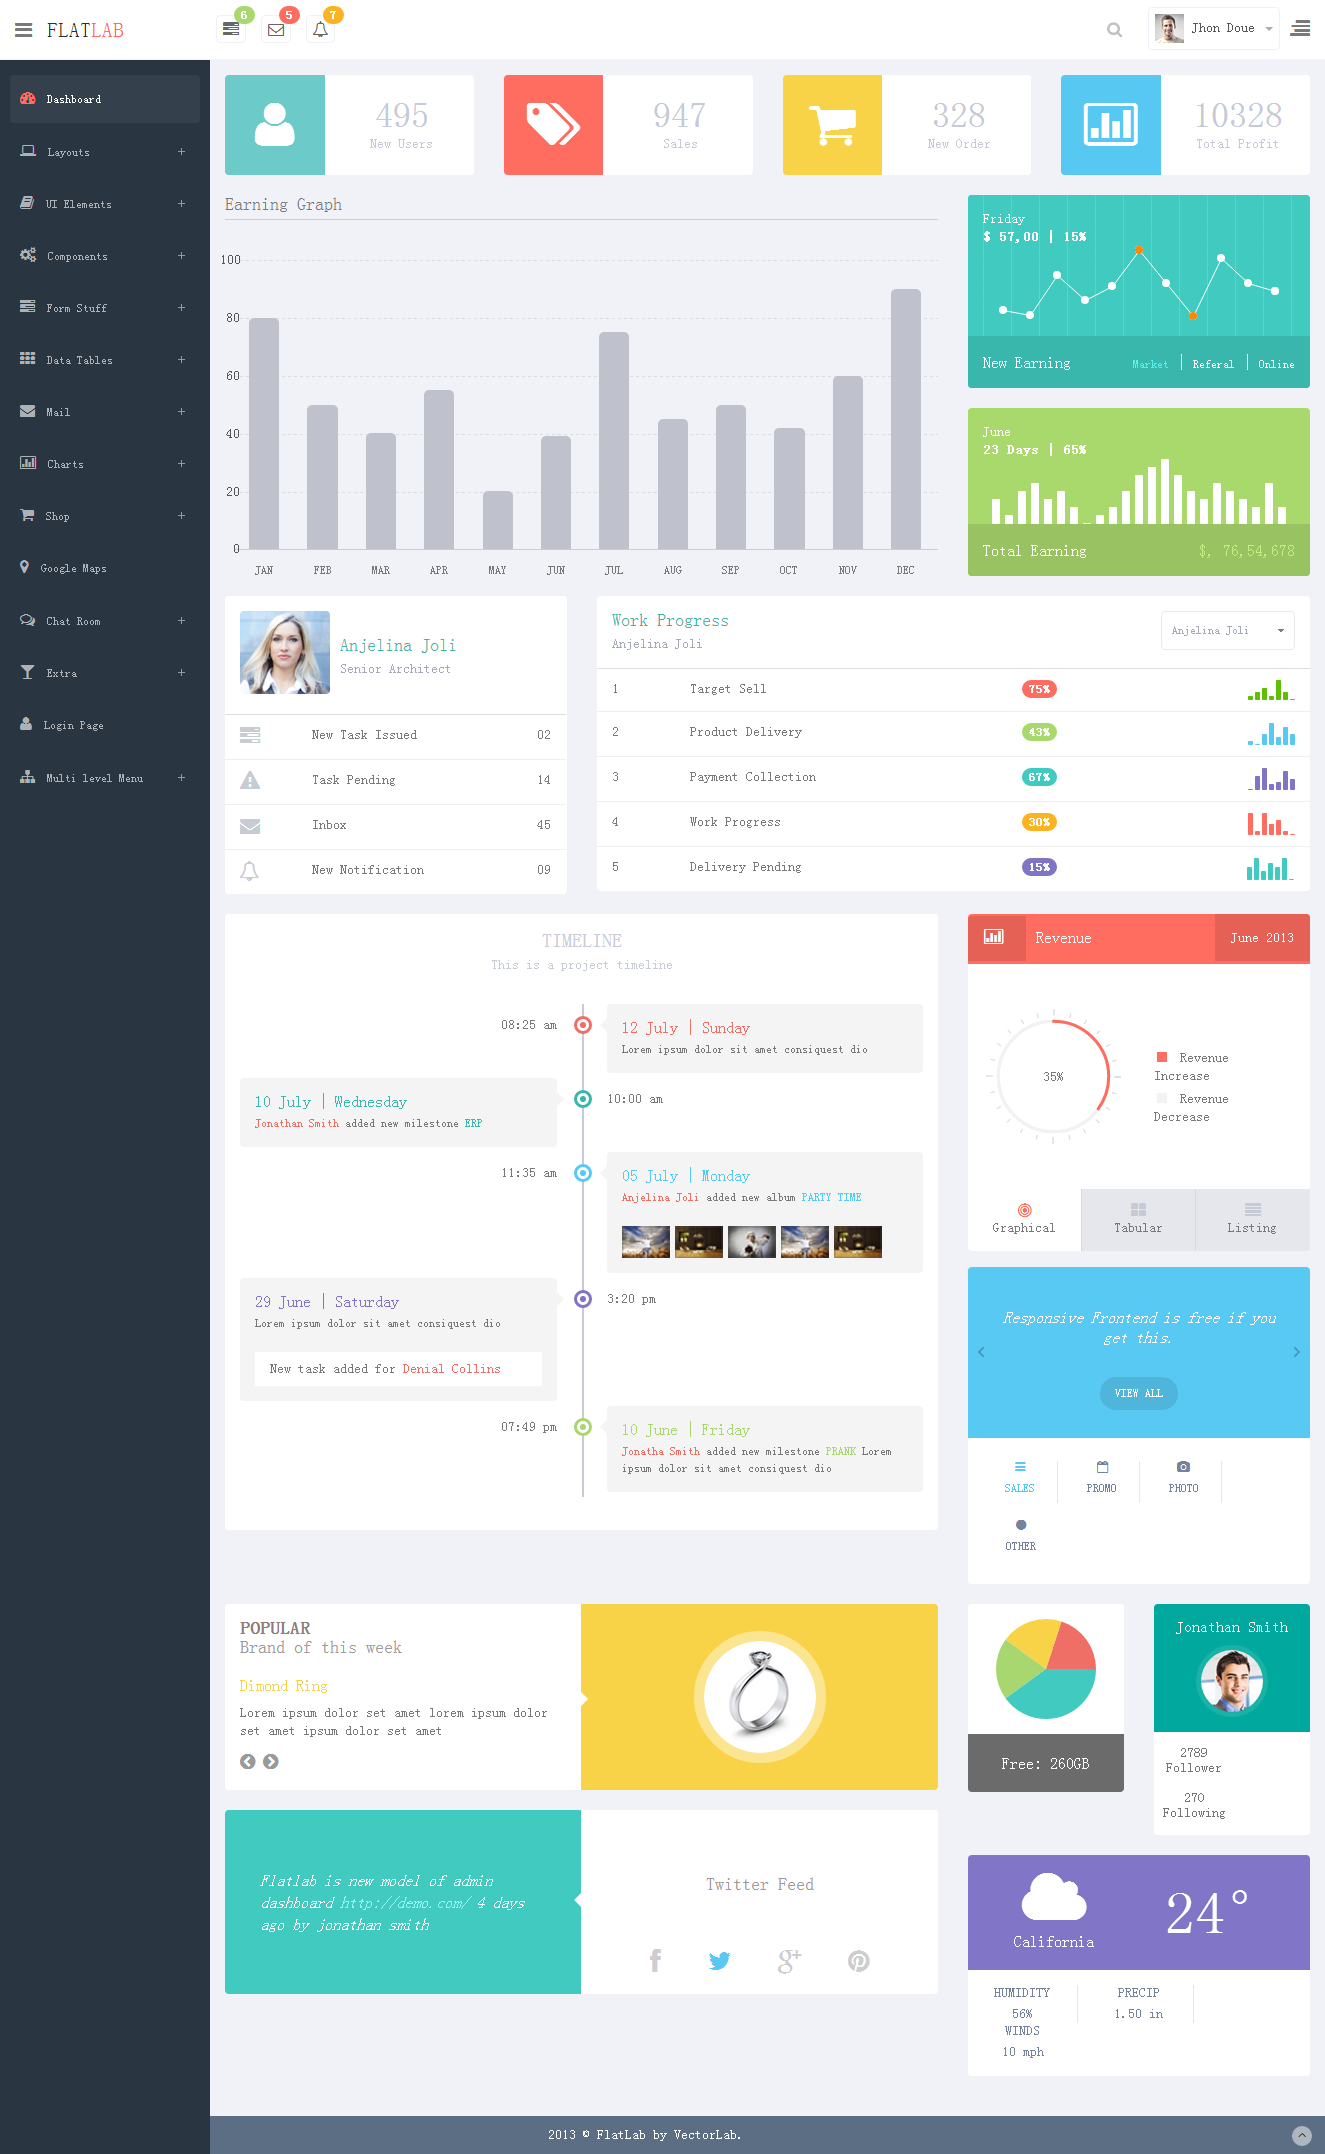 FLATLAB
6
5
7
Jhon Doue
Dashboard
Layouts +
UI Elements +
Components +
Form Stuff +
Data Tables +
Mail +
Charts +
Shop +
Google Maps
Chat Room +
Extra +
Login Page
Multi level Menu +
495
New Users
947
Sales
328
New Order
10328
Total Profit
Earning Graph
100
80
60
40
20
0
JAN FEB MAR APR MAY JUN JUL AUG SEP OCT NOV DEC
Friday
$ 57,00 | 15%
New Earning
Market | Referal | Online
June
23 Days | 65%
Total Earning
$, 76,54,678
Anjelina Joli
Senior Architect
New Task Issued 02
Task Pending 14
Inbox 45
New Notification 09
Work Progress
Anjelina Joli
Anjelina Joli
1 Target Sell 75%
2 Product Delivery 43%
3 Payment Collection 67%
4 Work Progress 30%
5 Delivery Pending 15%
TIMELINE
This is a project timeline
08:25 am
12 July | Sunday
Lorem ipsum dolor sit amet consiquest dio
10 July | Wednesday
Jonathan Smith added new milestone ERP
10:00 am
11:35 am
05 July | Monday
Anjelina Joli added new album PARTY TIME
29 June | Saturday
Lorem ipsum dolor sit amet consiquest dio
New task added for Denial Collins
3:20 pm
07:49 pm
10 June | Friday
Jonatha Smith added new milestone PRANK Lorem
ipsum dolor sit amet consiquest dio
Revenue
June 2013
35%
Revenue
Increase
Revenue
Decrease
Graphical
Tabular
Listing
Responsive Frontend is free if you
get this.
VIEW ALL
SALES
PROMO
PHOTO
OTHER
POPULAR
Brand of this week
Dimond Ring
Lorem ipsum dolor set amet lorem ipsum dolor
set amet ipsum dolor set amet
Free: 260GB
Jonathan Smith
2789
Follower
270
Following
Flatlab is new model of admin
dashboard http://demo.com/ 4 days
ago by jonathan smith
Twitter Feed
California
24°
HUMIDITY
56%
PRECIP
1.50 in
WINDS
10 mph
2013 © FlatLab by VectorLab.